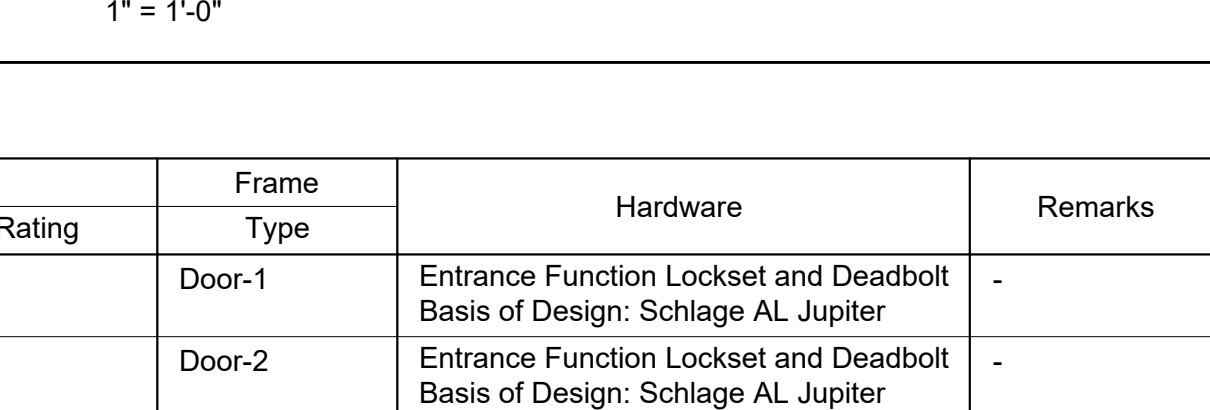 1" = 1'-0"
Frame
Hardware
Remarks
Rating
Type
Door-1
Entrance Function Lockset and Deadbolt
-
Basis of Design: Schlage AL Jupiter
Door-2
Entrance Function Lockset and Deadbolt
-
Basis of Design: Schlage AL Jupiter